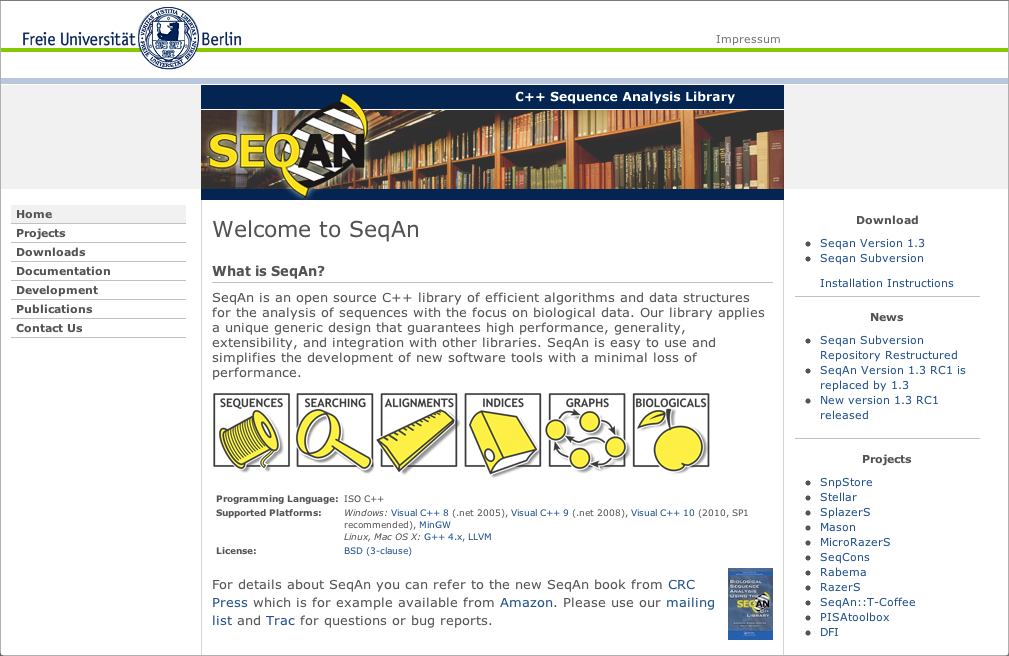 Freie Universität Berlin
Impressum
C++ Sequence Analysis Library
SEQAN
Home
Projects
Downloads
Documentation
Development
Publications
Contact Us
Welcome to SeqAn
What is SeqAn?
SeqAn is an open source C++ library of efficient algorithms and data structures
for the analysis of sequences with the focus on biological data. Our library applies
a unique generic design that guarantees high performance, generality,
extensibility, and integration with other libraries. SeqAn is easy to use and
simplifies the development of new software tools with a minimal loss of
performance.
SEQUENCES SEARCHING ALIGNMENTS INDICES GRAPHS BIOLOGICALS
Programming Language: ISO C++
Supported Platforms: Windows: Visual C++ 8 (.net 2005), Visual C++ 9 (.net 2008), Visual C++ 10 (2010, SP1
recommended), MinGW
Linux, Mac OS X: G++ 4.x, LLVM
License: BSD (3-clause)
For details about SeqAn you can refer to the new SeqAn book from CRC
Press which is for example available from Amazon. Please use our mailing
list and Trac for questions or bug reports.
BIOLOGICAL
SEQUENCE
ANALYSIS
USING THE
SEQAN
C++
LIBRARY
Download
Seqan Version 1.3
Seqan Subversion
Installation Instructions
News
Seqan Subversion
Repository Restructured
SeqAn Version 1.3 RC1 is
replaced by 1.3
New version 1.3 RC1
released
Projects
SnpStore
Stellar
SplazerS
Mason
MicroRazerS
SeqCons
Rabema
RazerS
SeqAn::T-Coffee
PISAtoolbox
DFI